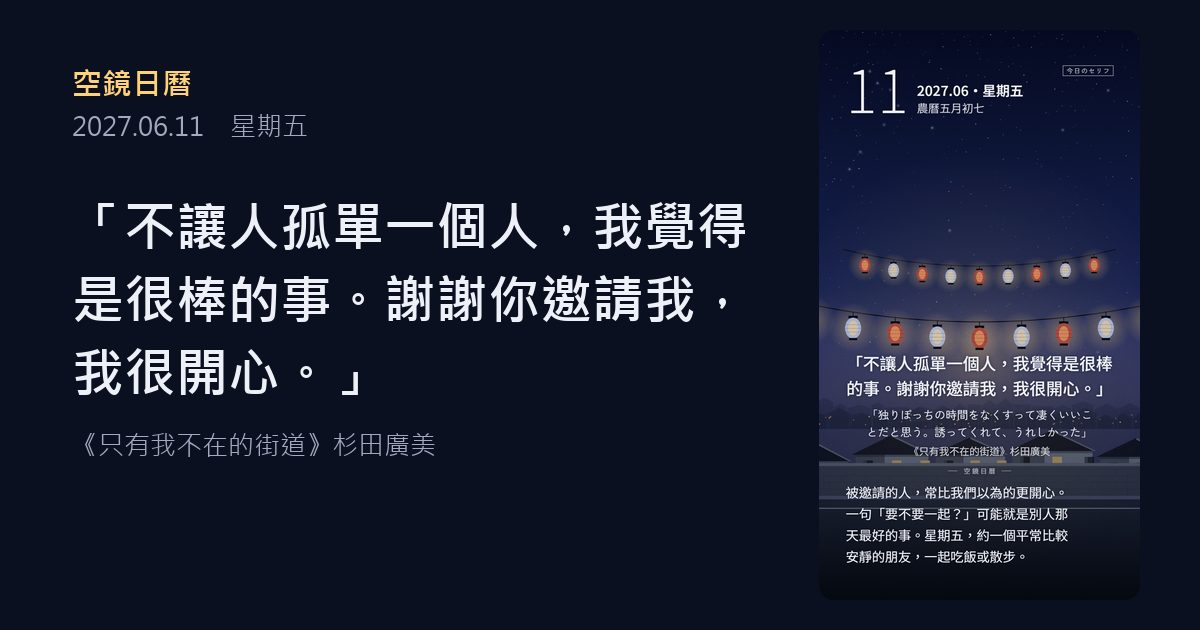 空鏡日曆
2027.06.11　星期五
「不讓人孤單一個人，我覺得
是很棒的事。謝謝你邀請我，
我很開心。」
《只有我不在的街道》杉田廣美
今日のセリフ
11
2027.06・星期五
農曆五月初七
「不讓人孤單一個人，我覺得是很棒
的事。謝謝你邀請我，我很開心。」
「独りぼっちの時間をなくすって凄くいいこ
とだと思う。誘ってくれて、うれしかった」
《只有我不在的街道》杉田廣美
— 空鏡日曆 —
被邀請的人，常比我們以為的更開心。
一句「要不要一起？」可能就是別人那
天最好的事。星期五，約一個平常比較
安靜的朋友，一起吃飯或散步。